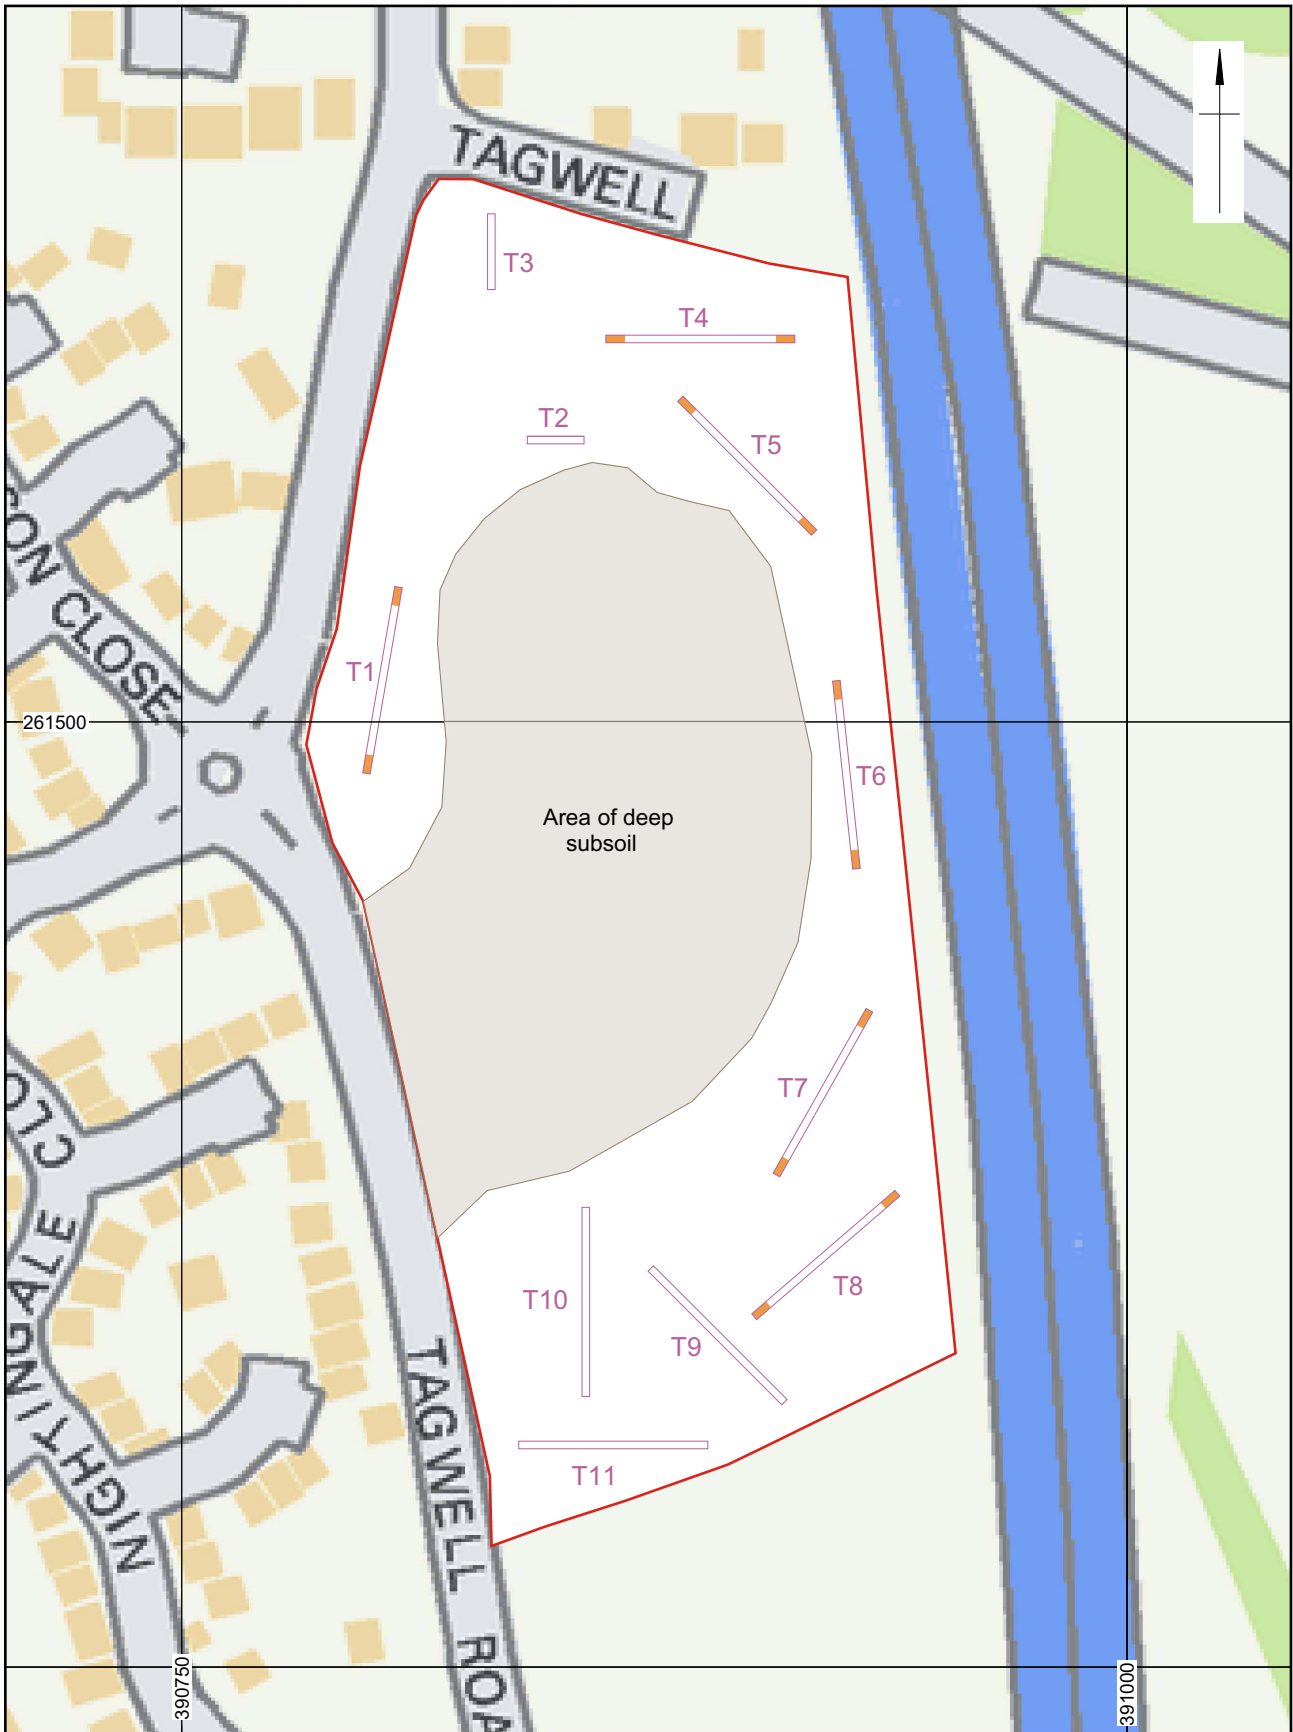 TAGWELL
T3
T4
T2
T5
ON CLOSE
T1
261500
T6
Area of deep
subsoil
T7
CLO
NIGHTINGALE
T10
T8
T9
TAGWELL ROA
T11
390750
391000